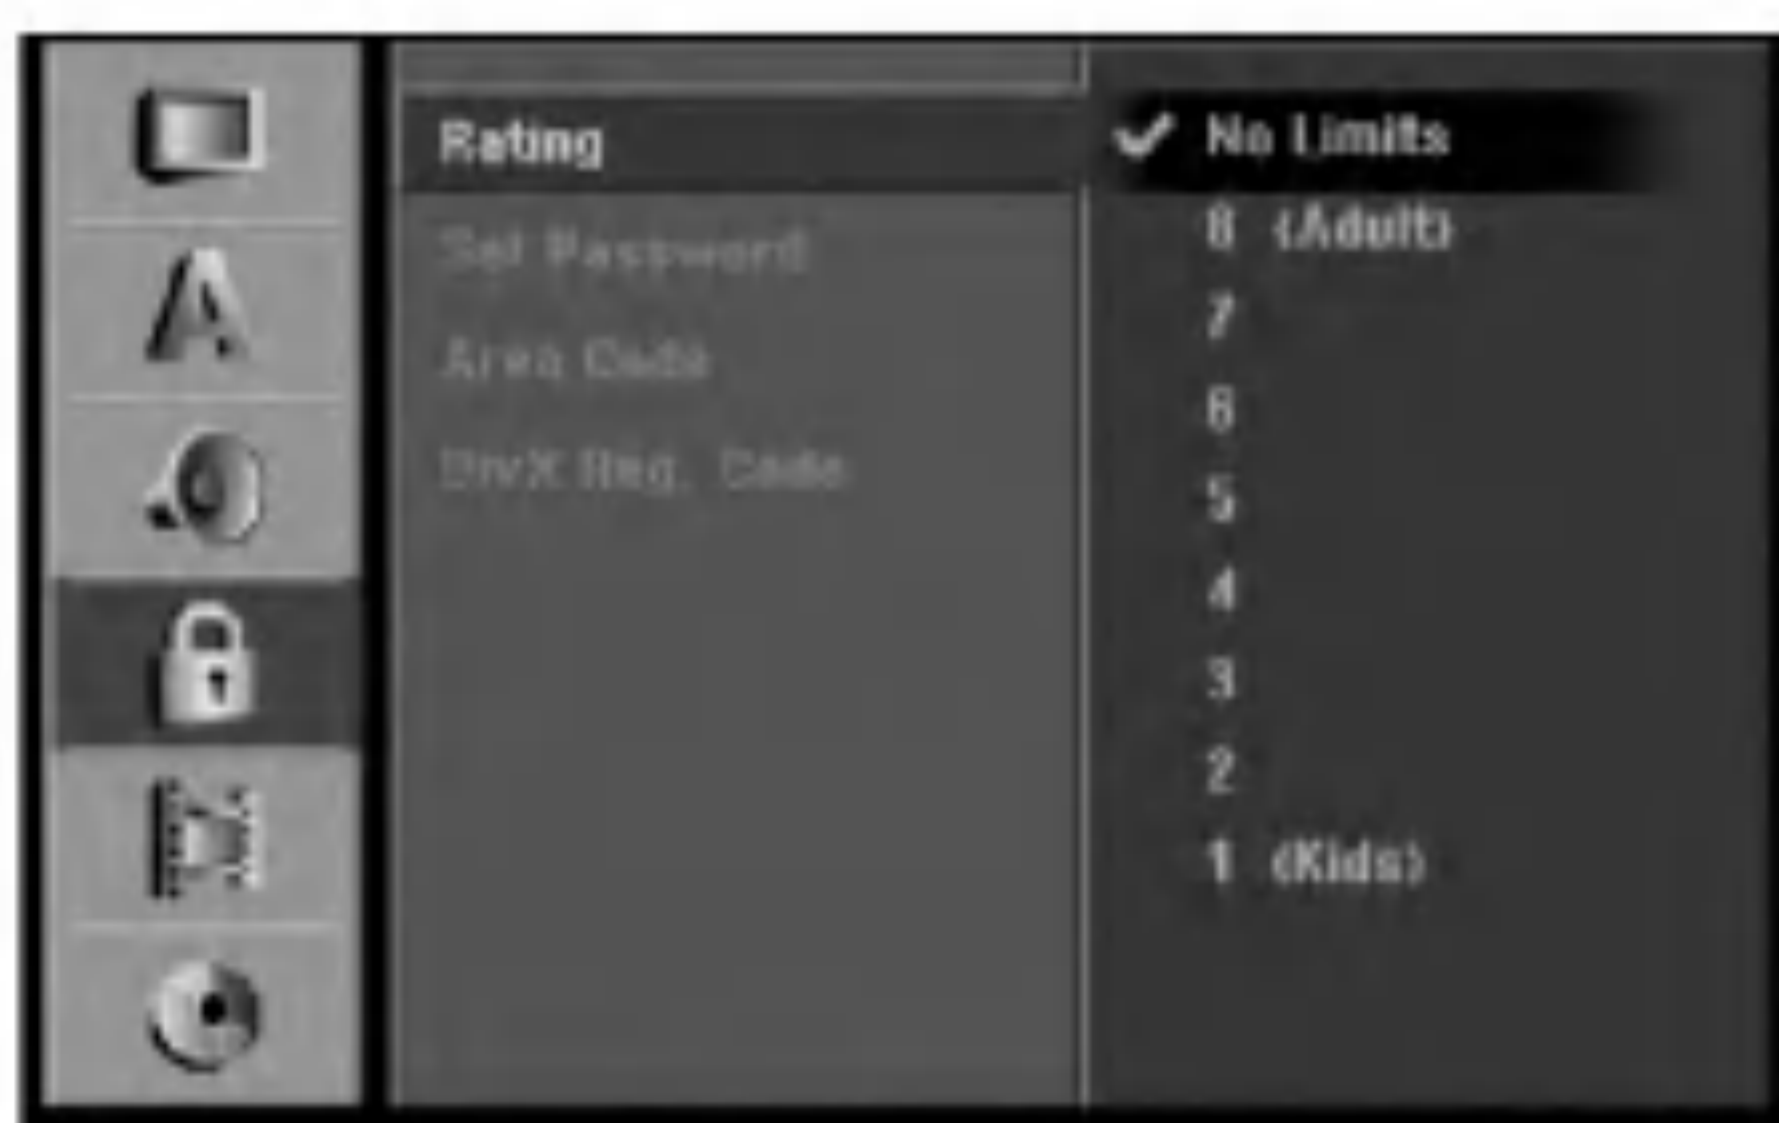 Rating
Set Password
Area Code
DivX Reg. Code
✔ No Limits
8 (Adult)
7
6
5
4
3
2
1 (Kids)